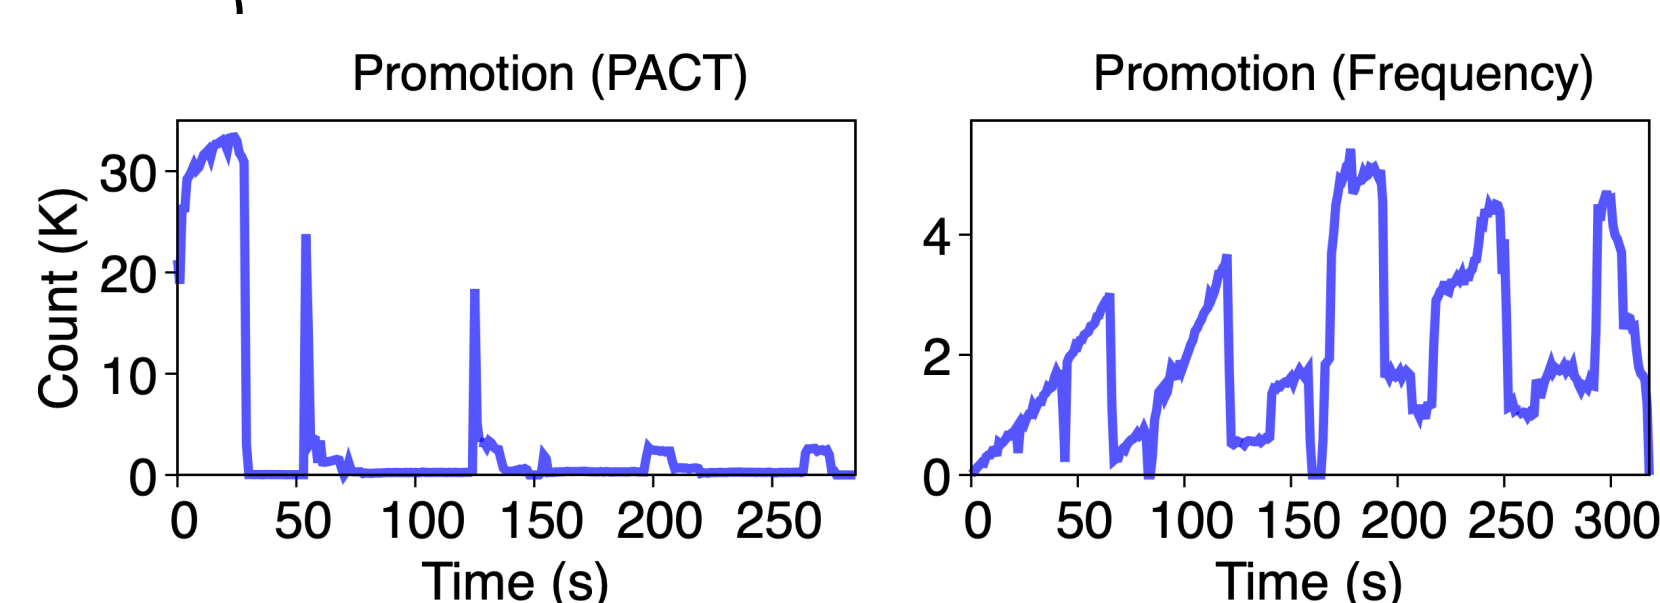 Promotion (PACT)
Count (K)
30
20
10
0
0 50 100 150 200 250
Time (s)
Promotion (Frequency)
4
2
0
0 50 100 150 200 250 300
Time (s)